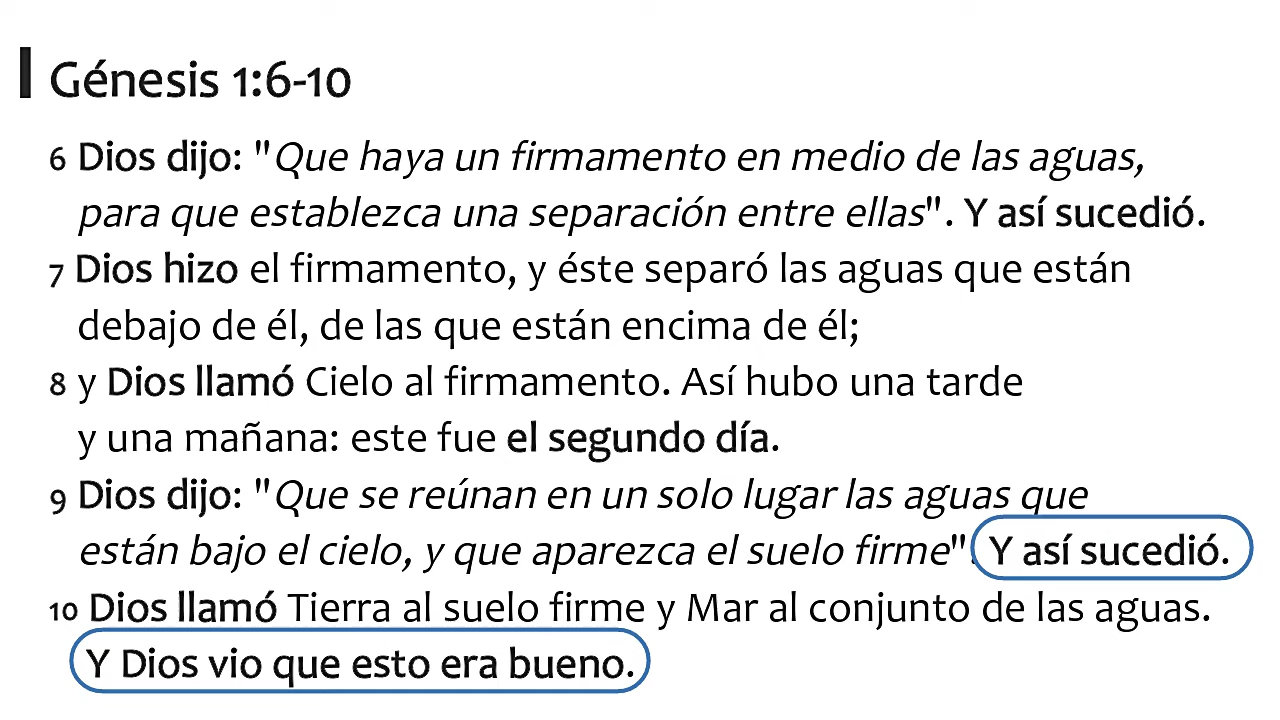 Génesis 1:6-10
6 Dios dijo: "Que haya un firmamento en medio de las aguas,
para que establezca una separación entre ellas". Y así sucedió.
7 Dios hizo el firmamento, y éste separó las aguas que están
debajo de él, de las que están encima de él;
8 y Dios llamó Cielo al firmamento. Así hubo una tarde
y una mañana: este fue el segundo día.
9 Dios dijo: "Que se reúnan en un solo lugar las aguas que
están bajo el cielo, y que aparezca el suelo firme". Y así sucedió.
10 Dios llamó Tierra al suelo firme y Mar al conjunto de las aguas.
Y Dios vio que esto era bueno.